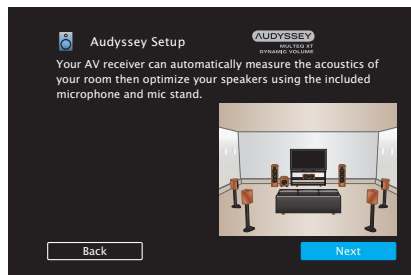 Audyssey Setup
AUDYSSEY
MULTEQ XT
DYNAMIC VOLUME
Your AV receiver can automatically measure the acoustics of
your room then optimize your speakers using the included
microphone and mic stand.
Back
Next